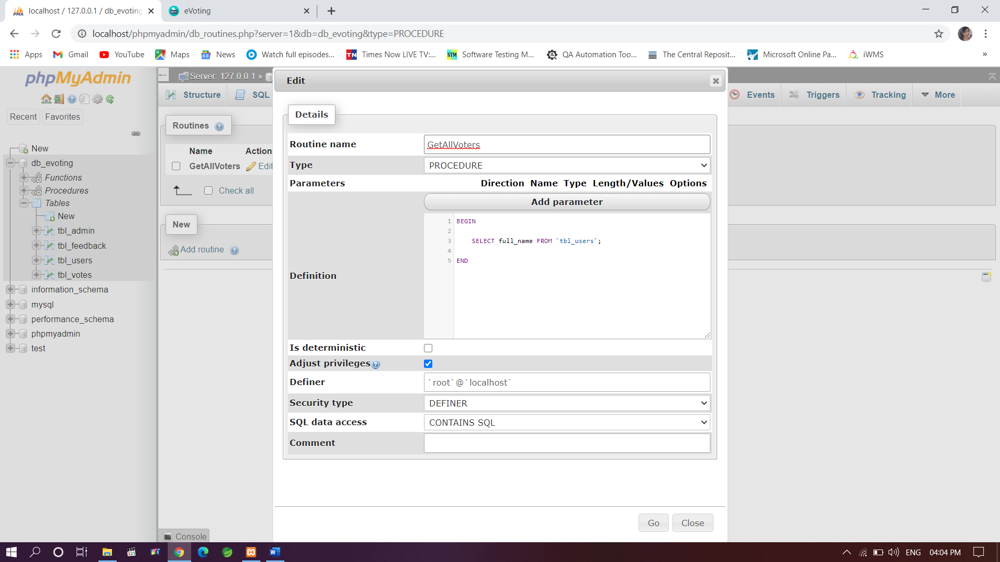 localhost / 127.0.0.1 / db_evoting
eVoting
localhost/phpmyadmin/db_routines.php?server=1&db=db_evoting&type=PROCEDURE
Apps
Gmail
YouTube
Maps
News
Watch full episodes...
Times Now LIVE TV:...
Software Testing M...
QA Automation Too...
The Central Reposit...
Microsoft Online Pa...
iWMS
»
phpMyAdmin
Recent
Favorites
New
db_evoting
Functions
Procedures
Tables
New
tbl_admin
tbl_feedback
tbl_users
tbl_votes
information_schema
mysql
performance_schema
phpmyadmin
test
Server: 127.0.0.1 »
Structure
SQL
Events
Triggers
Tracking
More
Routines
Name Action
GetAllVoters Edit
Check all
New
Add routine
Console
Edit
Details
Routine name GetAllVoters
Type PROCEDURE
Parameters Direction Name Type Length/Values Options
Add parameter
Definition
1 BEGIN
2
3 SELECT full_name FROM `tbl_users`;
4
5 END
Is deterministic
Adjust privileges
Definer `root`@`localhost`
Security type DEFINER
SQL data access CONTAINS SQL
Comment
Go
Close
ENG
04:04 PM